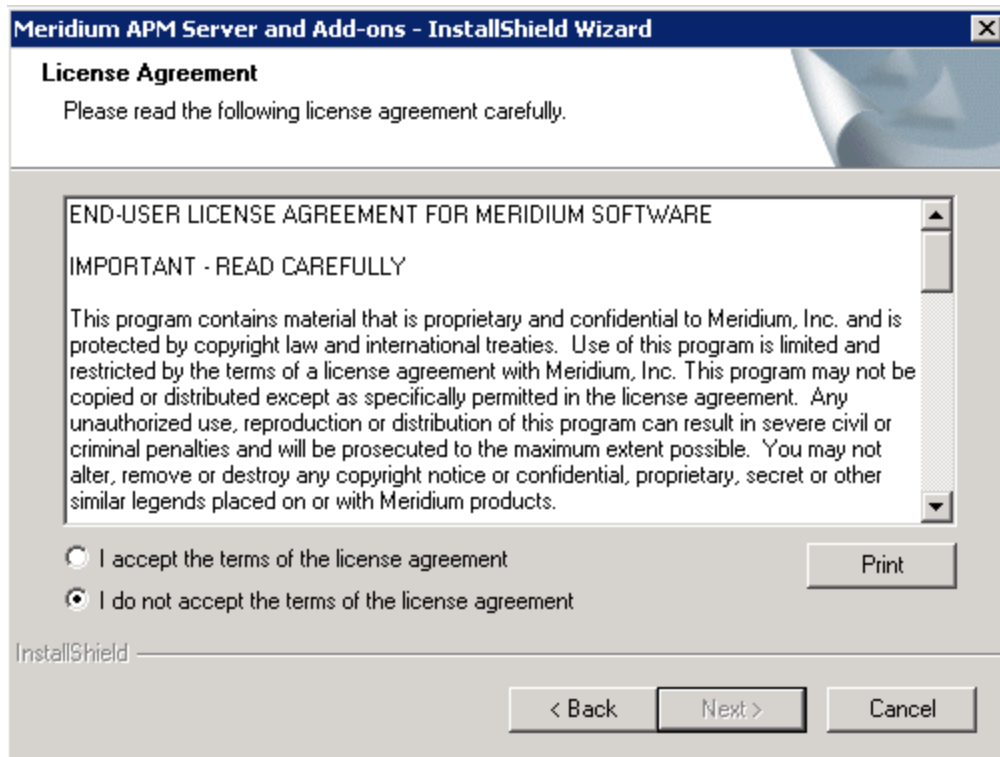 Meridium APM Server and Add-ons - InstallShield Wizard
License Agreement
Please read the following license agreement carefully.
END-USER LICENSE AGREEMENT FOR MERIDIUM SOFTWARE
IMPORTANT - READ CAREFULLY
This program contains material that is proprietary and confidential to Meridium, Inc. and is
protected by copyright law and international treaties.  Use of this program is limited and
restricted by the terms of a license agreement with Meridium, Inc. This program may not be
copied or distributed except as specifically permitted in the license agreement.  Any
unauthorized use, reproduction or distribution of this program can result in severe civil or
criminal penalties and will be prosecuted to the maximum extent possible.  You may not
alter, remove or destroy any copyright notice or confidential, proprietary, secret or other
similar legends placed on or with Meridium products.
I accept the terms of the license agreement
Print
I do not accept the terms of the license agreement
InstallShield
< Back
Next >
Cancel